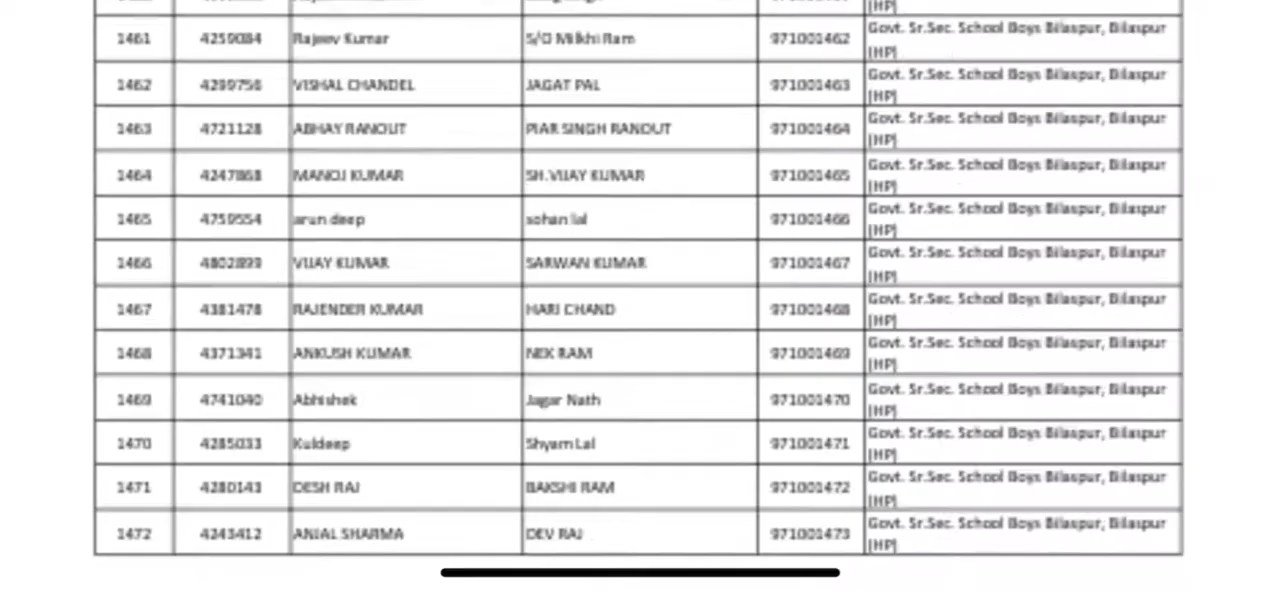 [HP]
1461 4259084 Rajeev Kumar S/O Milkhi Ram 971001462 Govt. Sr.Sec. School Boys Bilaspur, Bilaspur
[HP]
1462 4299756 VISHAL CHANDEL JAGAT PAL 971001463 Govt. Sr.Sec. School Boys Bilaspur, Bilaspur
[HP]
1463 4721128 ABHAY RANOUT PIAR SINGH RANOUT 971001464 Govt. Sr.Sec. School Boys Bilaspur, Bilaspur
[HP]
1464 4247868 MANOJ KUMAR SH.VIJAY KUMAR 971001465 Govt. Sr.Sec. School Boys Bilaspur, Bilaspur
[HP]
1465 4759554 arun deep sohan lal 971001466 Govt. Sr.Sec. School Boys Bilaspur, Bilaspur
[HP]
1466 4802899 VIJAY KUMAR SARWAN KUMAR 971001467 Govt. Sr.Sec. School Boys Bilaspur, Bilaspur
[HP]
1467 4381478 RAJENDER KUMAR HARI CHAND 971001468 Govt. Sr.Sec. School Boys Bilaspur, Bilaspur
[HP]
1468 4371341 ANKUSH KUMAR NEK RAM 971001469 Govt. Sr.Sec. School Boys Bilaspur, Bilaspur
[HP]
1469 4741040 Abhishek Jagar Nath 971001470 Govt. Sr.Sec. School Boys Bilaspur, Bilaspur
[HP]
1470 4285033 Kuldeep Shyam Lal 971001471 Govt. Sr.Sec. School Boys Bilaspur, Bilaspur
[HP]
1471 4280143 DESH RAJ BAKSHI RAM 971001472 Govt. Sr.Sec. School Boys Bilaspur, Bilaspur
[HP]
1472 4243412 ANJAL SHARMA DEV RAJ 971001473 Govt. Sr.Sec. School Boys Bilaspur, Bilaspur
[HP]